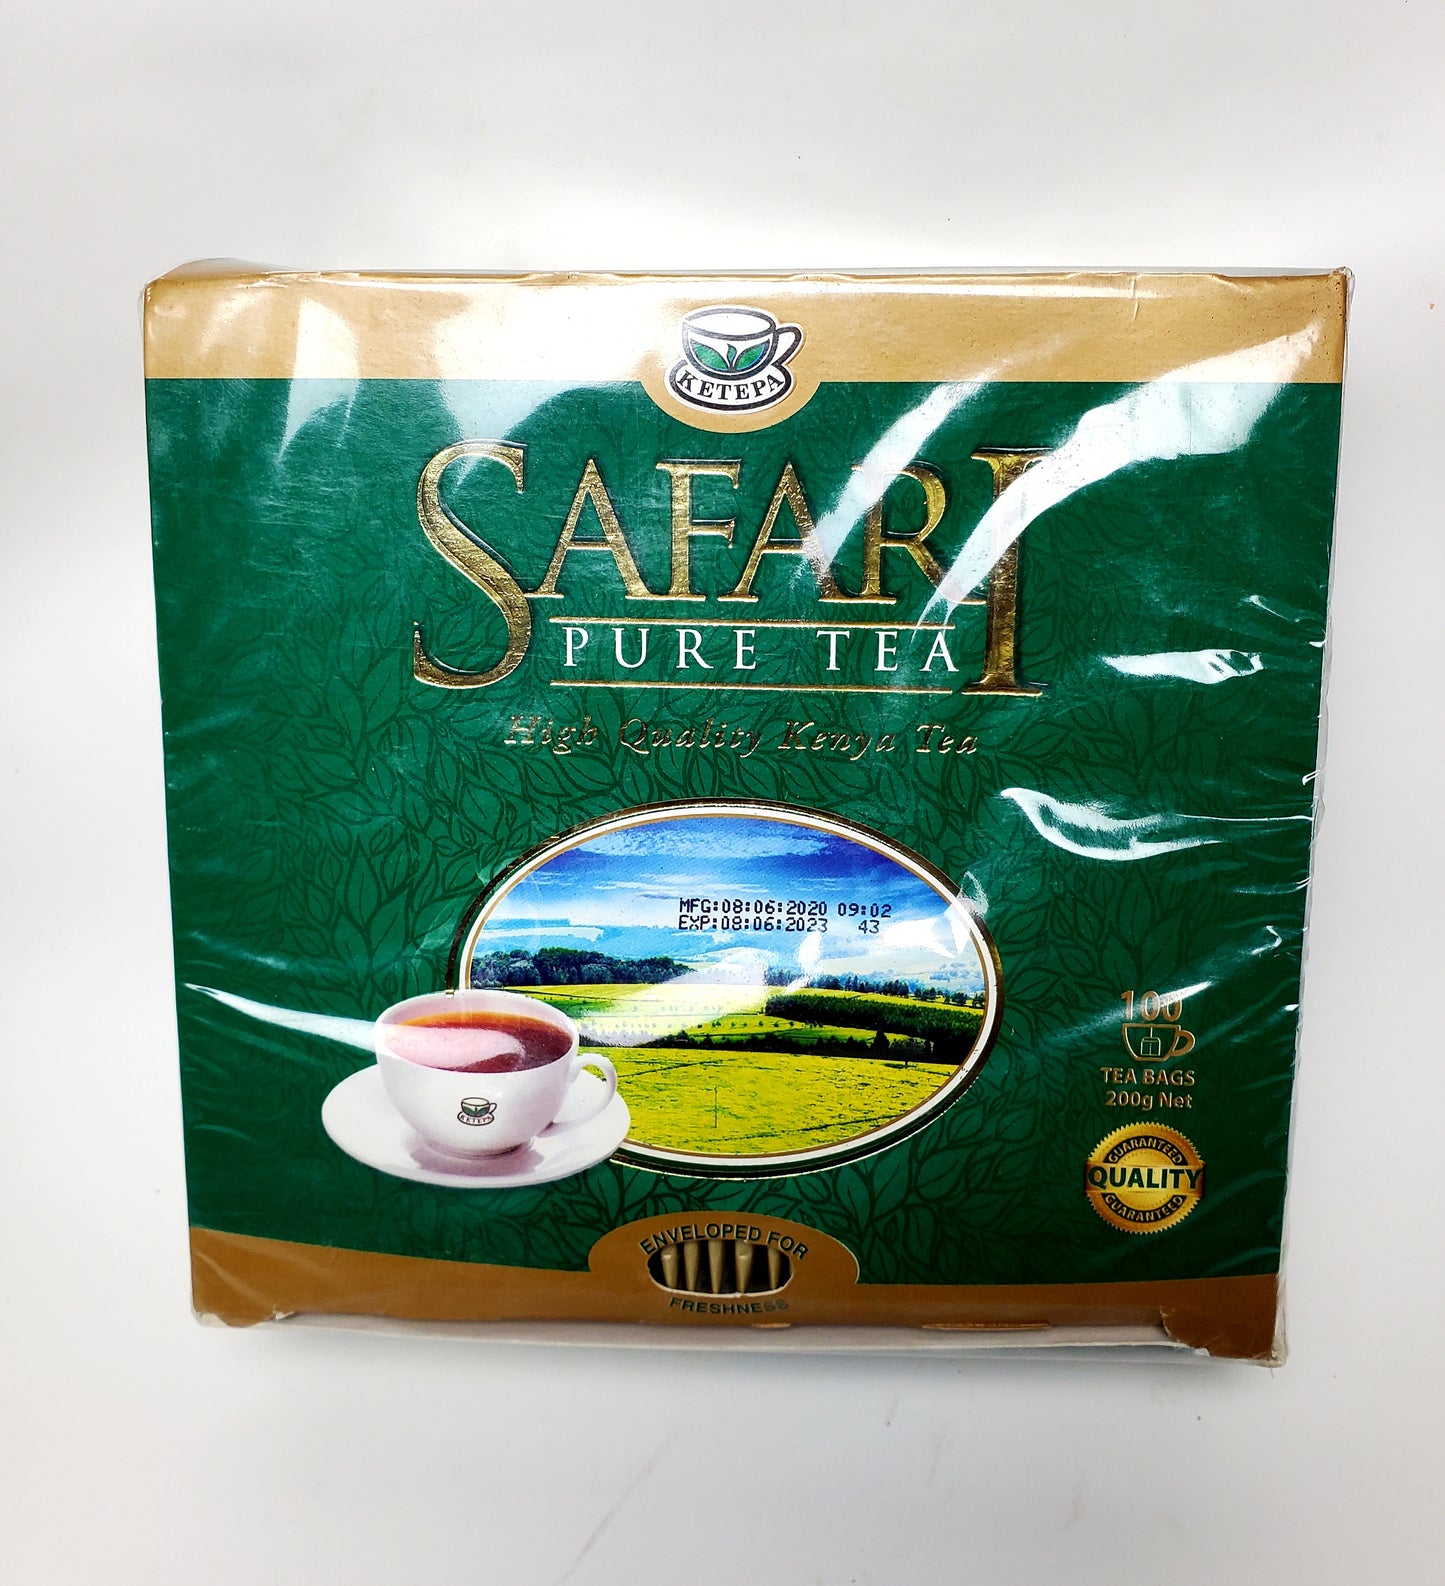 KETEPA
SAFARI
PURE TEA
High Quality Kenya Tea
MFG:08:06:2020 09:02
EXP:08:06:2023 43
KETEPA
100
TEA BAGS
200g Net
GUARANTEED
QUALITY
GUARANTEED
ENVELOPED FOR
FRESHNESS